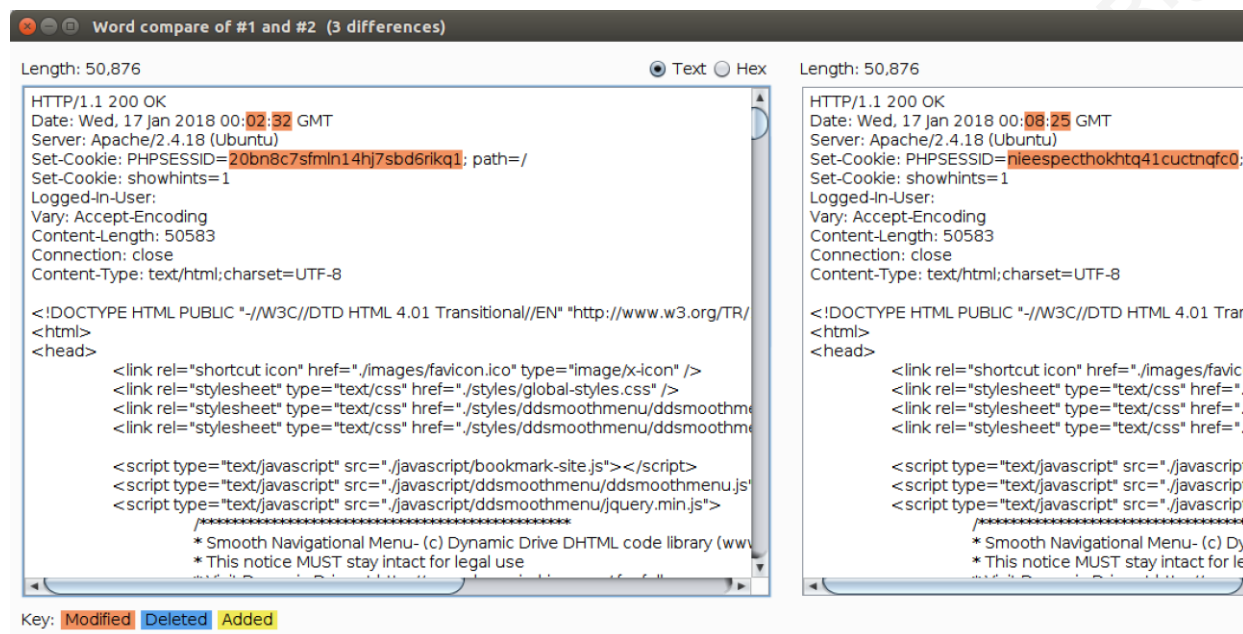 Word compare of #1 and #2 (3 differences)
Length: 50,876
Text Hex
HTTP/1.1 200 OK
Date: Wed, 17 Jan 2018 00:02:32 GMT
Server: Apache/2.4.18 (Ubuntu)
Set-Cookie: PHPSESSID=20bn8c7sfmln14hj7sbd6rikq1; path=/
Set-Cookie: showhints=1
Logged-In-User:
Vary: Accept-Encoding
Content-Length: 50583
Connection: close
Content-Type: text/html;charset=UTF-8
<!DOCTYPE HTML PUBLIC "-//W3C//DTD HTML 4.01 Transitional//EN" "http://www.w3.org/TR/
<html>
<head>
<link rel="shortcut icon" href="./images/favicon.ico" type="image/x-icon" />
<link rel="stylesheet" type="text/css" href="./styles/global-styles.css" />
<link rel="stylesheet" type="text/css" href="./styles/ddsmoothmenu/ddsmoothme
<link rel="stylesheet" type="text/css" href="./styles/ddsmoothmenu/ddsmoothm
<script type="text/javascript" src="./javascript/bookmark-site.js"></script>
<script type="text/javascript" src="./javascript/ddsmoothmenu/ddsmoothmenu.js"
<script type="text/javascript" src="./javascript/ddsmoothmenu/jquery.min.js">
* Smooth Navigational Menu- (c) Dynamic Drive DHTML code library (www
* This notice MUST stay intact for legal use
Length: 50,876
HTTP/1.1 200 OK
Date: Wed, 17 Jan 2018 00:08:25 GMT
Server: Apache/2.4.18 (Ubuntu)
Set-Cookie: PHPSESSID=nieespecthokhtq41cuctnqfc0;
Set-Cookie: showhints=1
Logged-In-User:
Vary: Accept-Encoding
Content-Length: 50583
Connection: close
Content-Type: text/html;charset=UTF-8
<!DOCTYPE HTML PUBLIC "-//W3C//DTD HTML 4.01 Tran
<html>
<head>
<link rel="shortcut icon" href="./images/favic
<link rel="stylesheet" type="text/css" href=".
<link rel="stylesheet" type="text/css" href=".
<link rel="stylesheet" type="text/css" href=".
<script type="text/javascript" src="./javascrip
<script type="text/javascript" src="./javascrip
<script type="text/javascript" src="./javascrip
* Smooth Navigational Menu- (c) Dy
* This notice MUST stay intact for le
Key: Modified Deleted Added